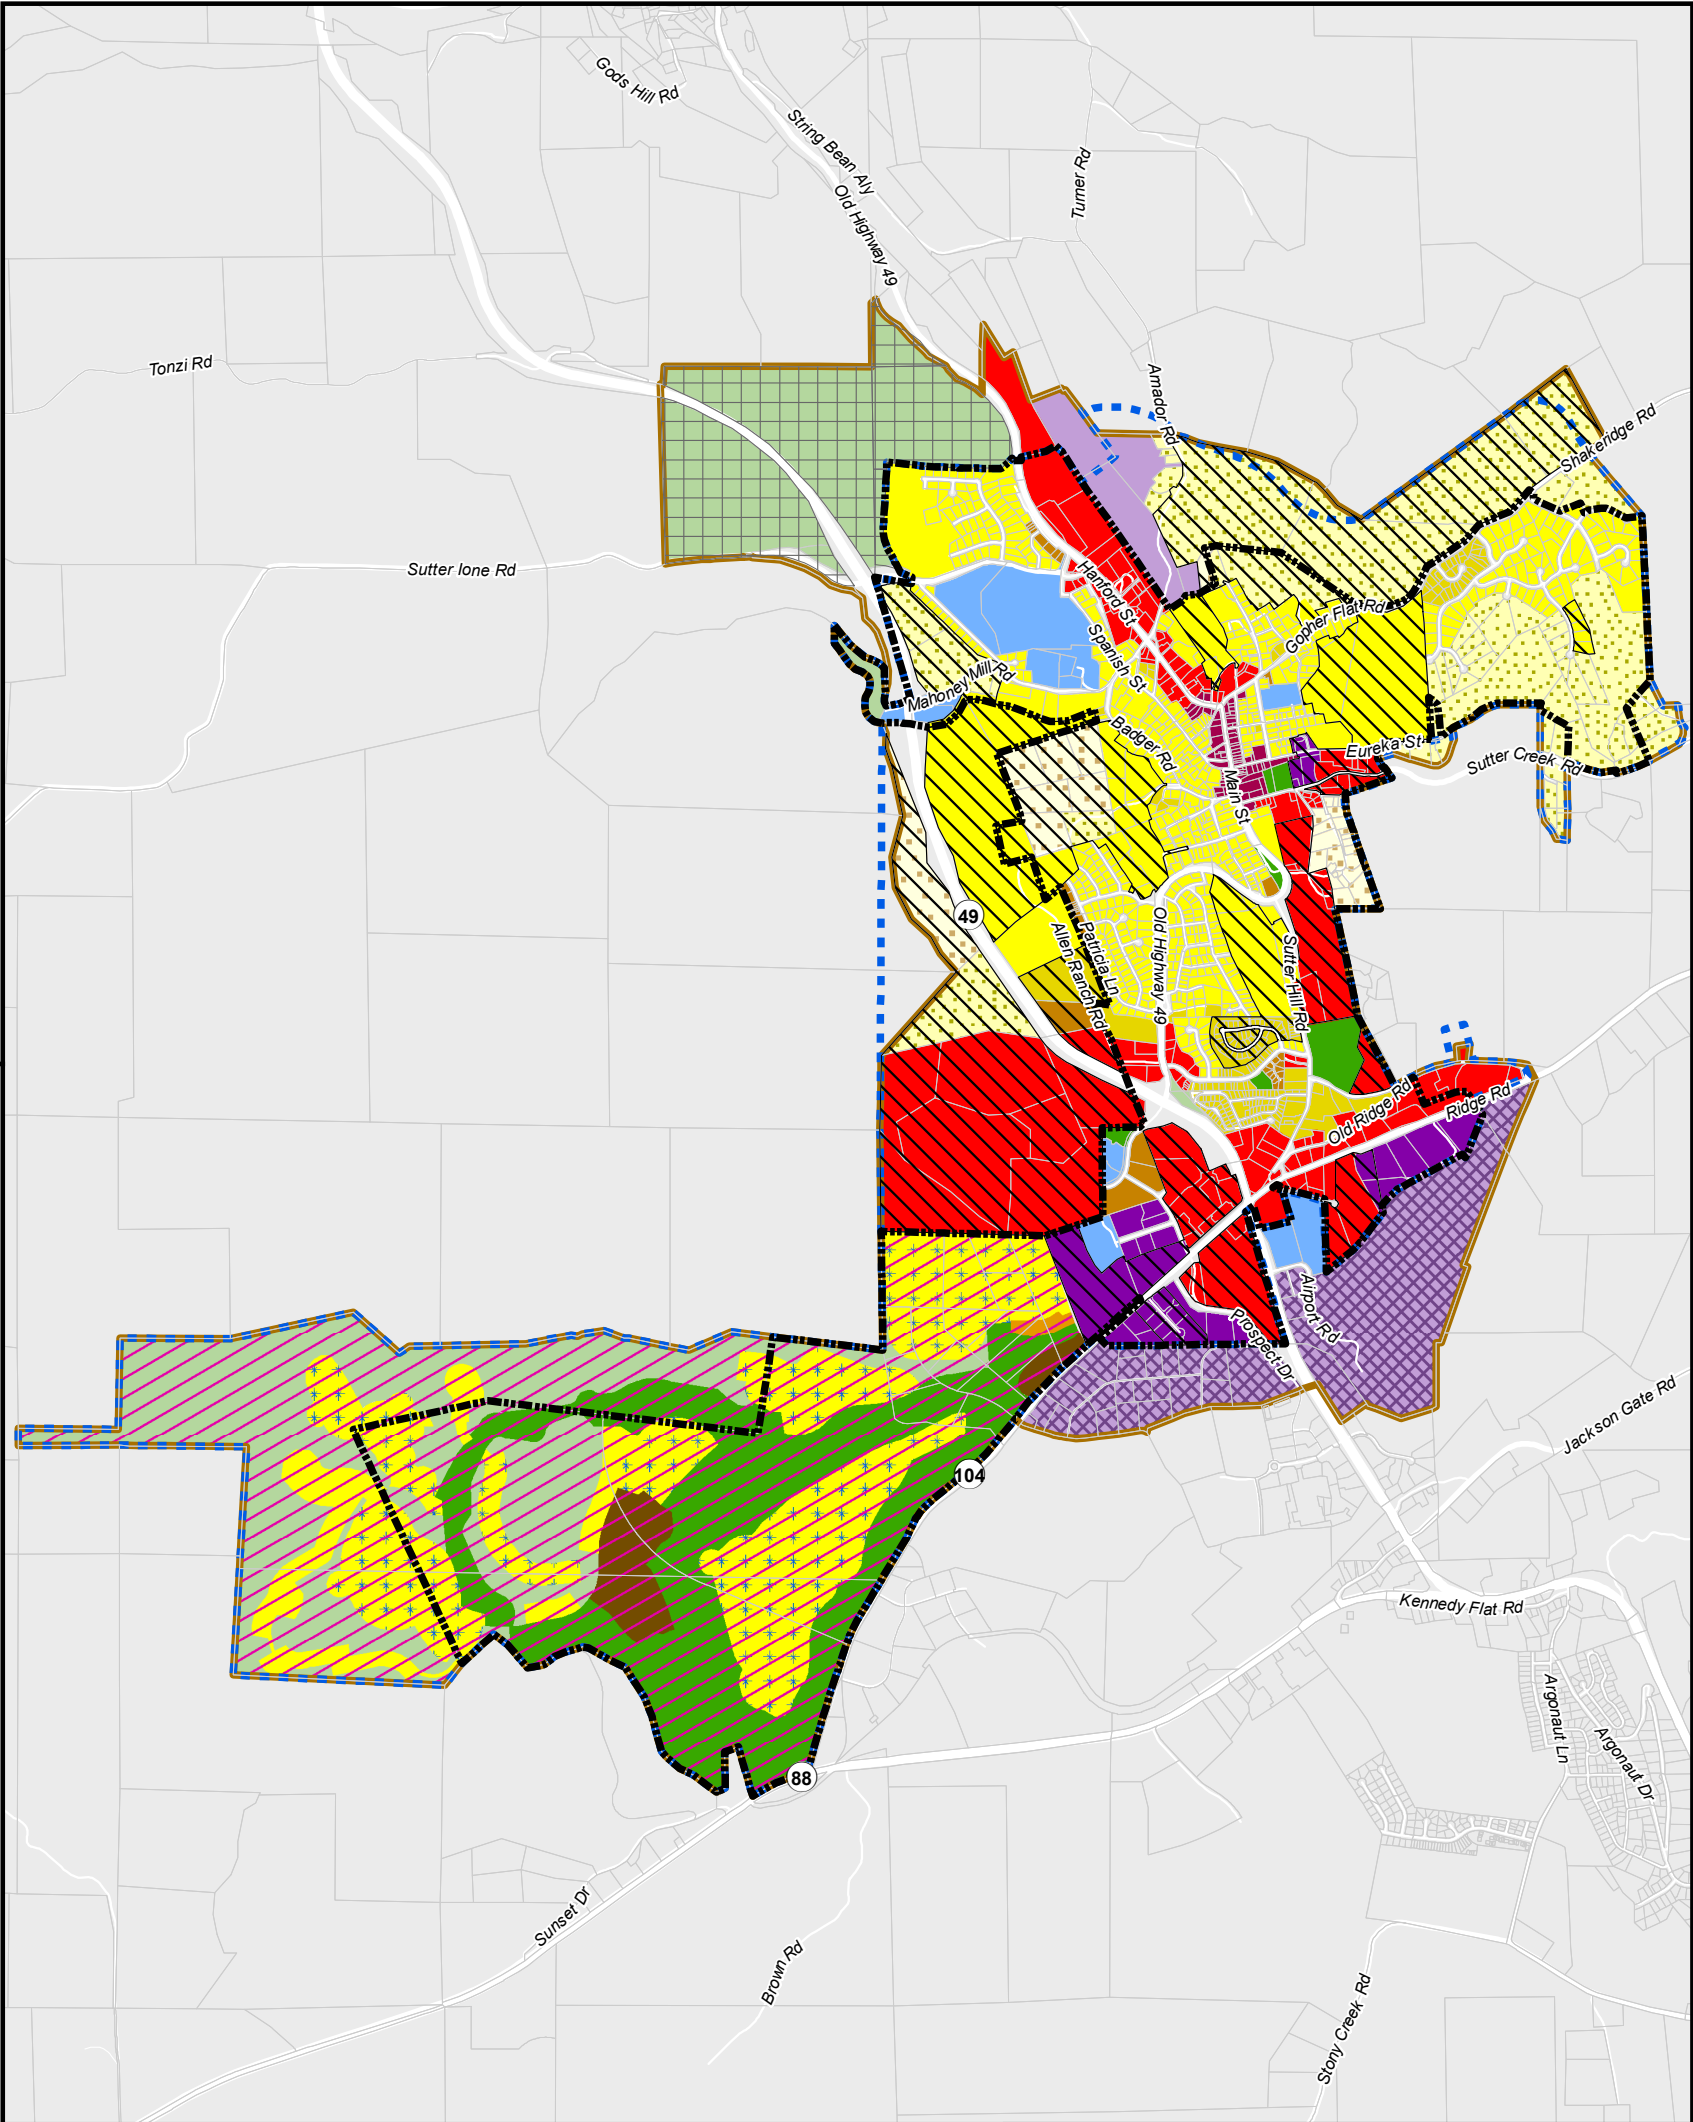 Gods Hill Rd
String Bean Aly
Turner Rd
Old Highway 49
Tonzi Rd
Amador Rd
Shakeridge Rd
Sutter Ione Rd
Hanford St
Gopher Flat Rd
Spanish St
Mahoney Mill Rd
Badger Rd
Eureka St
Sutter Creek Rd
Main St
49
Patricia Ln
Allen Ranch Rd
Old Highway 49
Sutter Hill Rd
Old Ridge Rd
Ridge Rd
Airport Rd
Prospect Dr
Jackson Gate Rd
104
Kennedy Flat Rd
Argonaut Ln
Argonaut Dr
88
Sunset Dr
Brown Rd
Stony Creek Rd